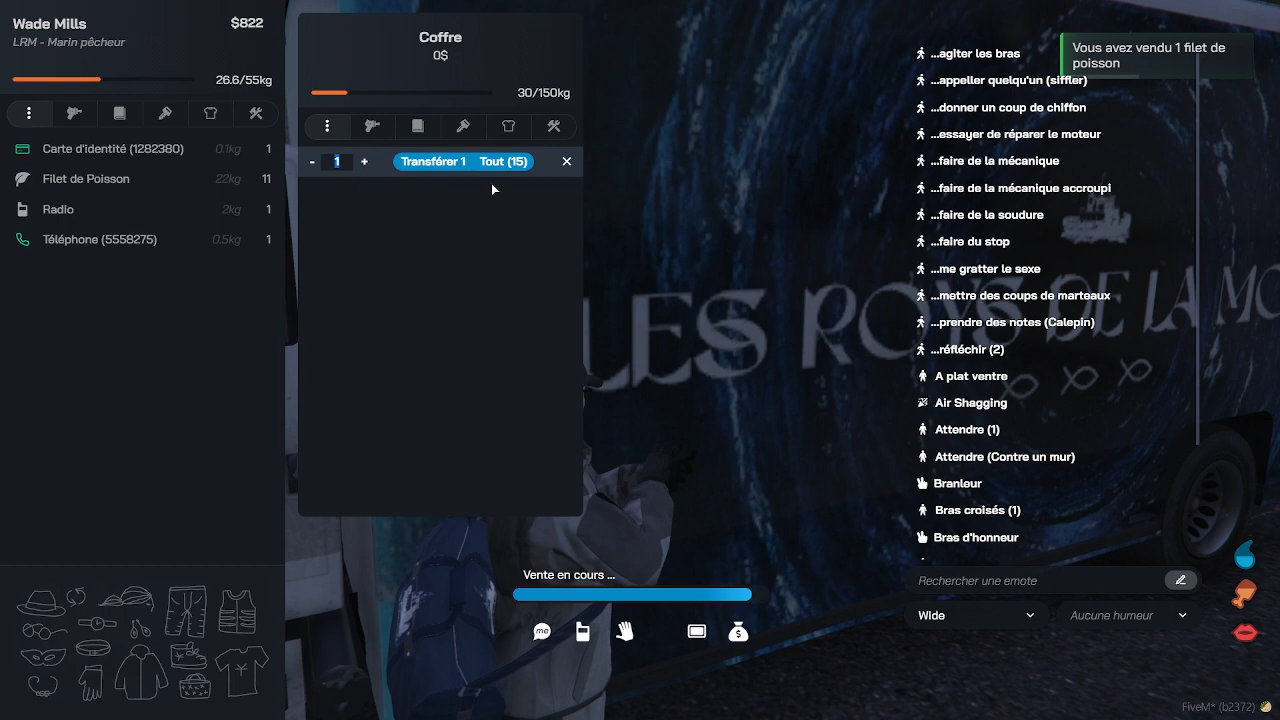 Wade Mills
$822
LRM - Marin pêcheur
26.6/55kg
Carte d'identité (1282380) 0.1kg 1
Filet de Poisson 22kg 11
Radio 2kg 1
Téléphone (5558275) 0.5kg 1
Coffre
0$
30/150kg
- 1 + Transférer 1 Tout (15)
Vous avez vendu 1 filet de
poisson
...agiter les bras
...appeller quelqu'un (siffler)
...donner un coup de chiffon
...essayer de réparer le moteur
...faire de la mécanique
...faire de la mécanique accroupi
...faire de la soudure
...faire du stop
...me gratter le sexe
...mettre des coups de marteaux
...prendre des notes (Calepin)
...réfléchir (2)
A plat ventre
Air Shagging
Attendre (1)
Attendre (Contre un mur)
Branleur
Bras croisés (1)
Bras d'honneur
Rechercher une emote
Wide
Aucune humeur
LES ROYS DE LA MO
Vente en cours ...
me
FiveM* (b2372)